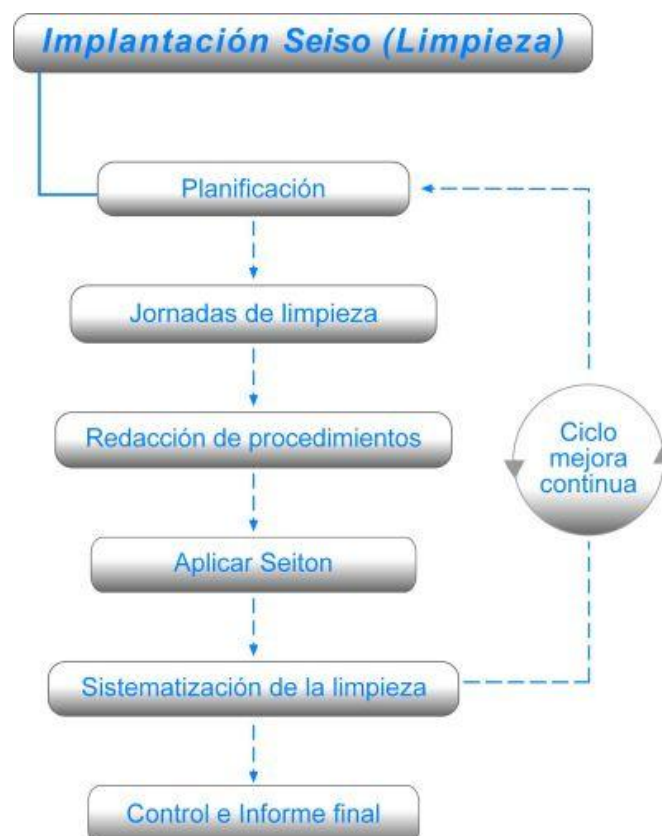 Implantación Seiso (Limpieza)
Planificación
Jornadas de limpieza
Redacción de procedimientos
Ciclo
mejora
continua
Aplicar Seiton
Sistematización de la limpieza
Control e Informe final